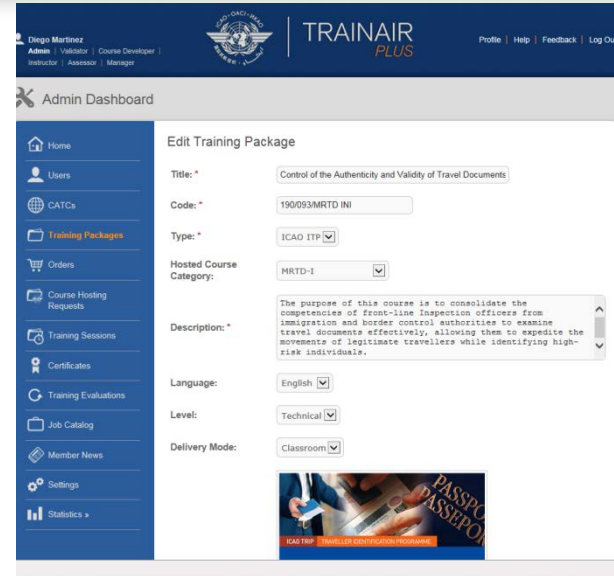 Diego Martinez
Admin | Validator | Course Developer |
Instructor | Assessor | Manager
ICAO · OACI · ИКАО
TRAINAIR
PLUS
Profile | Help | Feedback | Log Ou
Admin Dashboard
Home
Users
CATCs
Training Packages
Orders
Course Hosting
Requests
Training Sessions
Certificates
Training Evaluations
Job Catalog
Member News
Settings
Statistics »
Edit Training Package
Title: * Control of the Authenticity and Validity of Travel Documents
Code: * 190/093/MRTD INI
Type: * ICAO ITP
Hosted Course
Category: MRTD-I
Description: *
The purpose of this course is to consolidate the
competencies of front-line Inspection officers from
immigration and border control authorities to examine
travel documents effectively, allowing them to expedite the
movements of legitimate travellers while identifying high-
risk individuals.
Language: English
Level: Technical
Delivery Mode: Classroom
PASSPO
PASSEPO
ICAO TRIP TRAVELLER IDENTIFICATION PROGRAMME